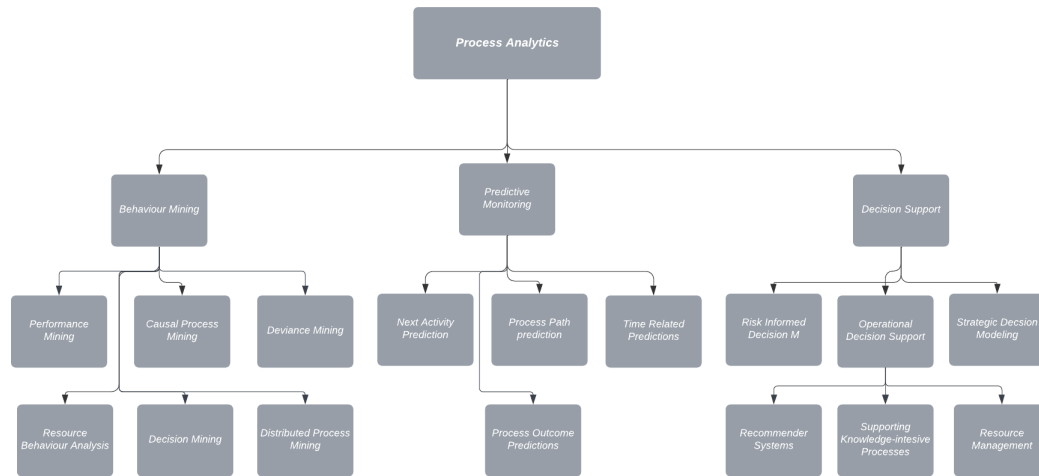 Process Analytics
Behaviour Mining
Predictive
Monitoring
Decision Support
Performance
Mining
Causal Process
Mining
Deviance Mining
Next Activity
Prediction
Process Path
prediction
Time Related
Predictions
Risk Informed
Decision M
Operational
Decision Support
Strategic Decsion
Modeling
Resource
Behaviour Analysis
Decision Mining
Distributed Process
Mining
Process Outcome
Predictions
Recommender
Systems
Supporting
Knowledge-intesive
Processes
Resource
Management